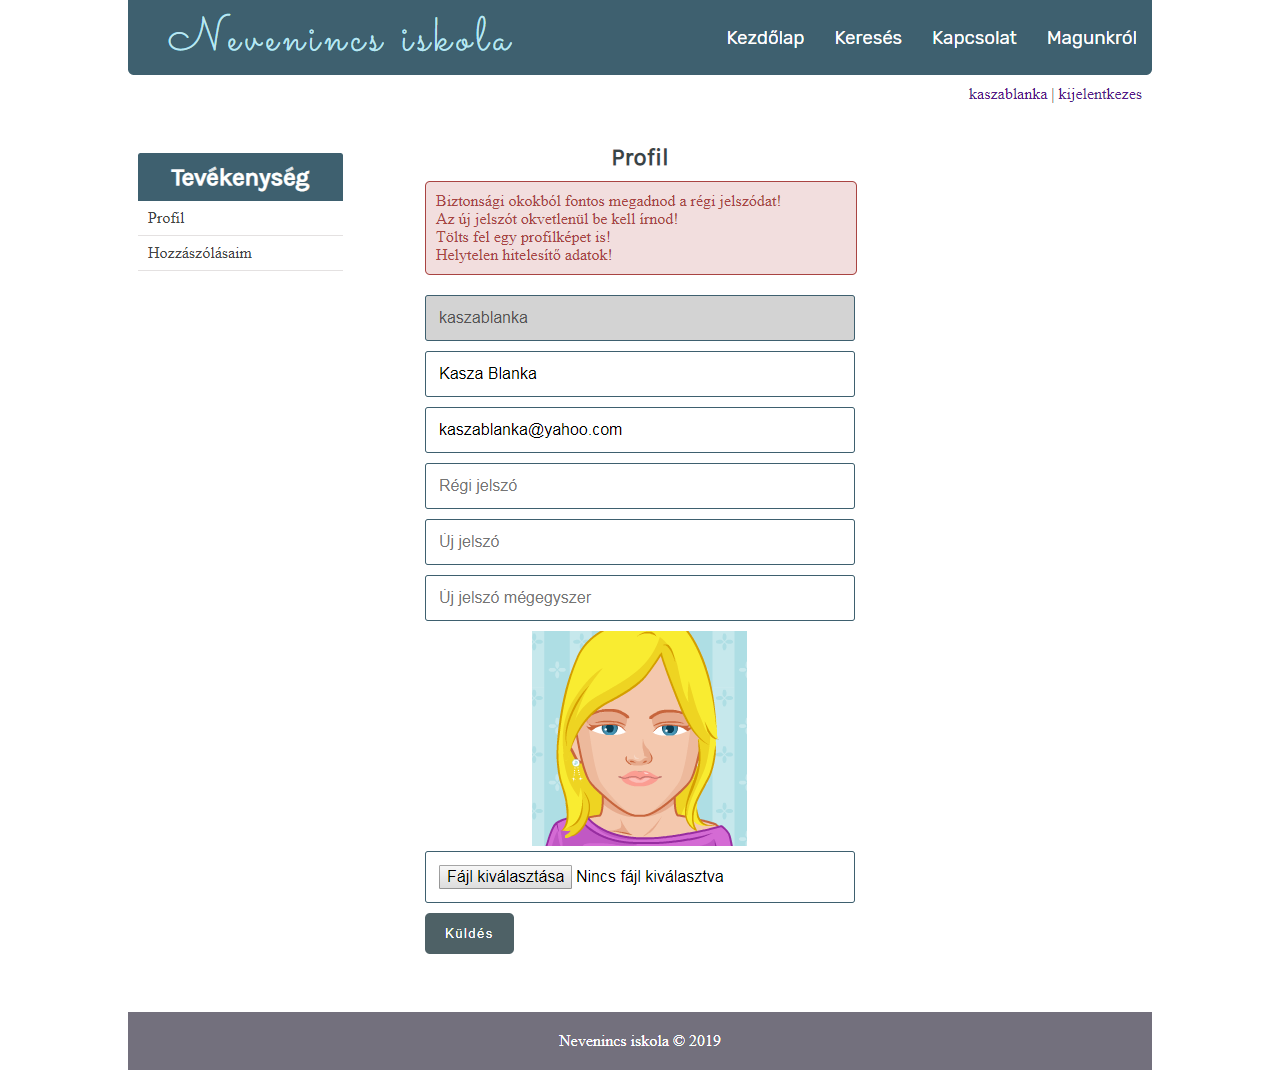 Nevenincs iskola
Kezdőlap Keresés Kapcsolat Magunkról
kaszablanka | kijelentkezes
Tevékenység
Profil
Hozzászólásaim
Profil
Biztonsági okokból fontos megadnod a régi jelszódat!
Az új jelszót okvetlenül be kell írnod!
Tölts fel egy profilképet is!
Helytelen hitelesítő adatok!
kaszablanka
Kasza Blanka
kaszablanka@yahoo.com
Régi jelszó
Új jelszó
Új jelszó mégegyszer
Fájl kiválasztása Nincs fájl kiválasztva
Küldés
Nevenincs iskola © 2019